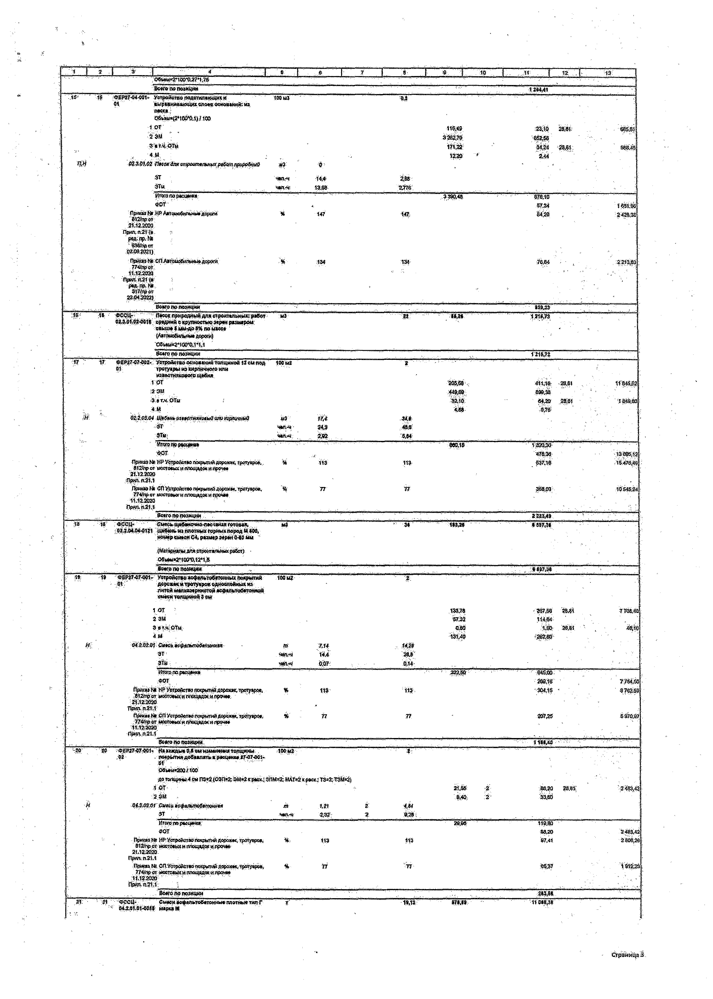 1 2 3 4 5 6 7 8 9 10 11 12 13
Объем=2*100*0,27*1,75
Всего по позиции 1 284,41
15 15 ФЕР27-04-001- Устройство подстилающих и 100 м3 0,2
01 выравнивающих слоев оснований: из
песка
Объем=(2*100*0,1) / 100
1 ОТ 115,49 23,10 28,81 665,51
2 ЭМ 3 262,79 652,56
3 в т.ч. ОТм 171,22 34,24 28,81 986,45
4 М 12,20 2,44
П,Н 02.3.01.02 Песок для строительных работ природный м3 0
ЗТ чел.-ч 14,4 2,88
ЗТм чел.-ч 13,88 2,776
Итого по расценке 3 390,48 678,10
ФОТ 57,34 1 651,96
Приказ № НР Автомобильные дороги % 147 147 84,29 2 428,38
812/пр от
21.12.2020
Прил. п.21 (в
ред. пр. №
636/пр от
02.09.2021)
Приказ № СП Автомобильные дороги % 134 134 76,84 2 213,63
774/пр от
11.12.2020
Прил. п.21 (в
ред. пр. №
317/пр от
22.04.2022)
Всего по позиции 839,23
16 16 ФССЦ- Песок природный для строительных: работ м3 22 55,26 1 215,72
02.3.01.02-0016 средний с крупностью зерен размером
свыше 5 мм-до 5% по массе
(Автомобильные дороги)
Объем=2*100*0,1*1,1
Всего по позиции 1 215,72
17 17 ФЕР27-07-002- Устройство оснований толщиной 12 см под 100 м2 2
01 тротуары из кирпичного или
известнякового щебня
1 ОТ 205,58 411,16 28,81 11 845,52
2 ЭМ 449,69 899,38
3 в т.ч. ОТм 32,10 64,20 28,81 1 849,60
4 М 4,88 9,76
Н 02.2.05.04 Щебень известняковый или кирпичный м3 17,4 34,8
ЗТ чел.-ч 24,3 48,6
ЗТм чел.-ч 2,92 5,84
Итого по расценке 660,15 1 320,30
ФОТ 475,36 13 695,12
Приказ № НР Устройство покрытий дорожек, тротуаров, % 113 113 537,16 15 475,49
812/пр от мостовых и площадок и прочее
21.12.2020
Прил. п.21.1
Приказ № СП Устройство покрытий дорожек, тротуаров, % 77 77 366,03 10 545,24
774/пр от мостовых и площадок и прочее
11.12.2020
Прил. п.21.1
Всего по позиции 2 223,49
18 18 ФССЦ- Смесь щебеночно-песчаная готовая, м3 36 183,26 6 597,36
02.2.04.04-0121 щебень из плотных горных пород М 600,
номер смеси С4, размер зерен 0-80 мм
(Материалы для строительных работ)
Объем=2*100*0,12*1,5
Всего по позиции 6 597,36
19 19 ФЕР27-07-001- Устройство асфальтобетонных покрытий 100 м2 2
01 дорожек и тротуаров однослойных из
литой мелкозернистой асфальтобетонной
смеси толщиной 3 см
1 ОТ 133,78 267,56 28,81 7 708,40
2 ЭМ 57,32 114,64
3 в т.ч. ОТм 0,80 1,60 28,81 46,10
4 М 131,40 262,80
Н 04.2.02.01 Смесь асфальтобетонная т 7,14 14,28
ЗТ чел.-ч 14,4 28,8
ЗТм чел.-ч 0,07 0,14
Итого по расценке 322,50 645,00
ФОТ 269,16 7 754,50
Приказ № НР Устройство покрытий дорожек, тротуаров, % 113 113 304,15 8 762,59
812/пр от мостовых и площадок и прочее
21.12.2020
Прил. п.21.1
Приказ № СП Устройство покрытий дорожек, тротуаров, % 77 77 207,25 5 970,97
774/пр от мостовых и площадок и прочее
11.12.2020
Прил. п.21.1
Всего по позиции 1 156,40
20 20 ФЕР27-07-001- На каждые 0,5 см изменения толщины 100 м2 2
02 покрытия добавлять к расценке 27-07-001-
01
Объем=200 / 100
до толщины 4 см ПЗ=2 (ОЗП=2; ЭМ=2 к расх.; ЗПМ=2; МАТ=2 к расх.; ТЗ=2; ТЗМ=2)
1 ОТ 21,55 2 86,20 28,81 2 483,42
2 ЭМ 8,40 2 33,60
Н 04.2.02.01 Смесь асфальтобетонная т 1,21 2 4,84
ЗТ чел.-ч 2,32 2 9,28
Итого по расценке 29,95 119,80
ФОТ 86,20 2 483,42
Приказ № НР Устройство покрытий дорожек, тротуаров, % 113 113 97,41 2 806,26
812/пр от мостовых и площадок и прочее
21.12.2020
Прил. п.21.1
Приказ № СП Устройство покрытий дорожек, тротуаров, % 77 77 66,37 1 912,23
774/пр от мостовых и площадок и прочее
11.12.2020
Прил. п.21.1
Всего по позиции 283,58
21 21 ФССЦ- Смеси асфальтобетонные плотные тип Г т 19,12
марка III
Страница 3